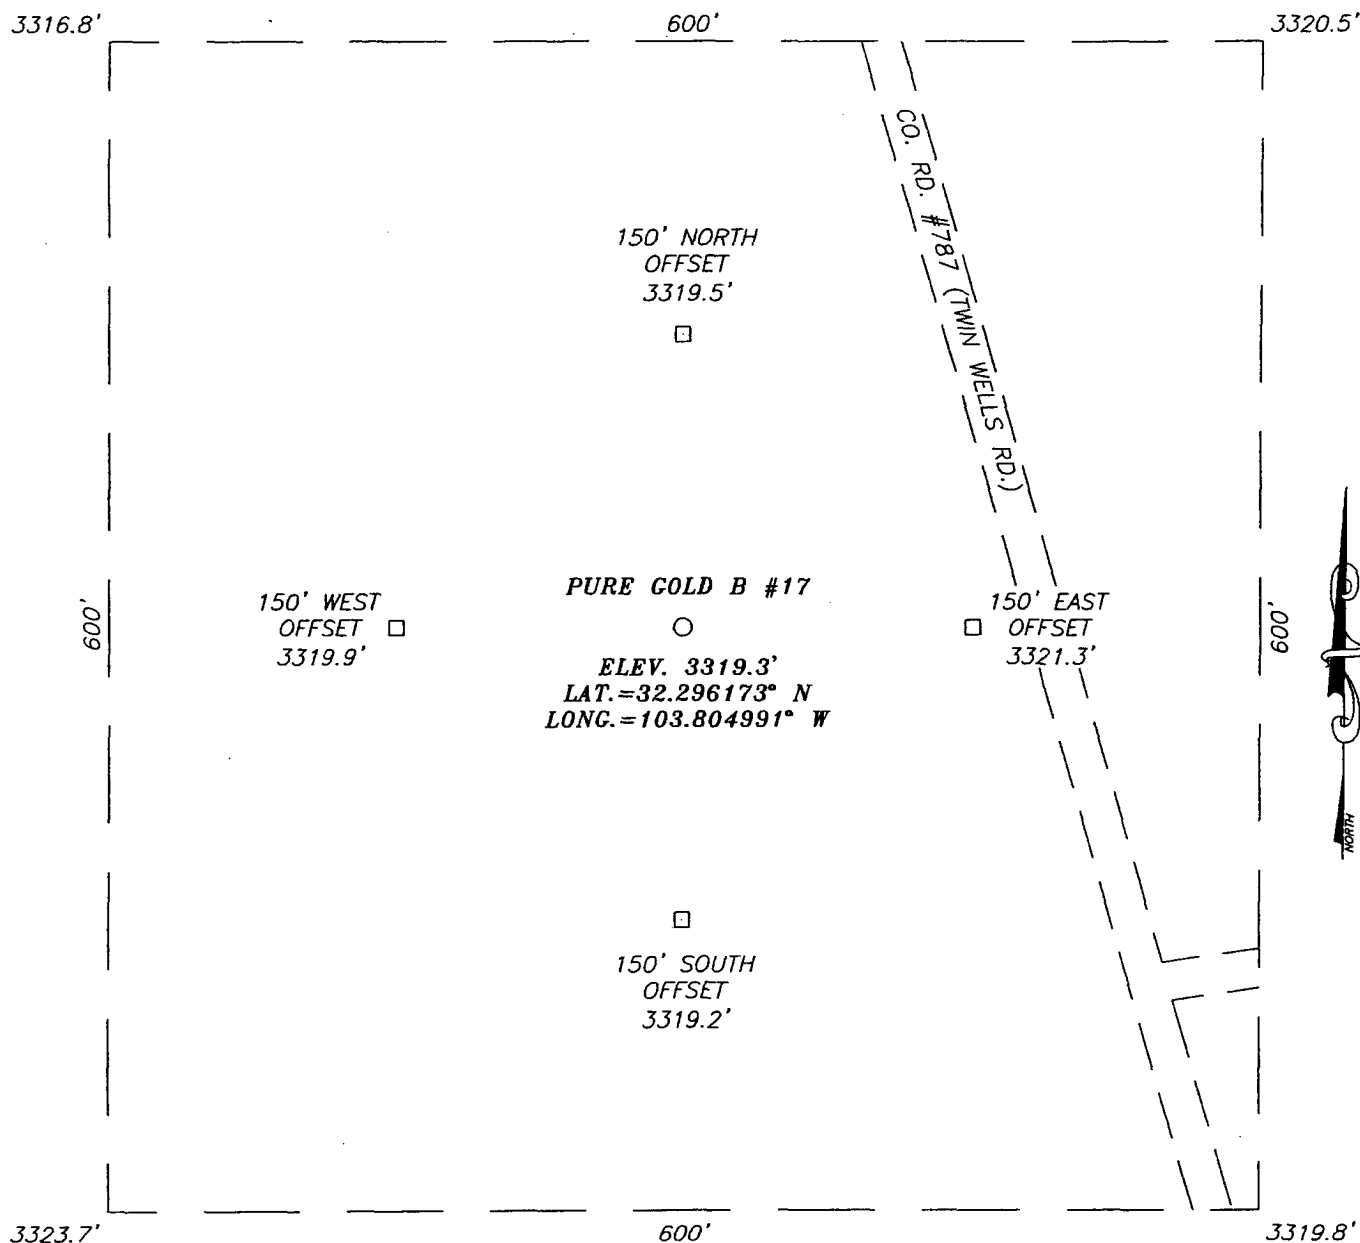 3316.8'
600'
3320.5'
CO. RD. #787 (TWIN WELLS RD.)
150' NORTH
OFFSET
3319.5'
600'
150' WEST
OFFSET
3319.9'
PURE GOLD B #17
ELEV. 3319.3'
LAT.=32.296173° N
LONG.=103.804991° W
150' EAST
OFFSET
3321.3'
600'
NORTH
150' SOUTH
OFFSET
3319.2'
3323.7'
600'
3319.8'